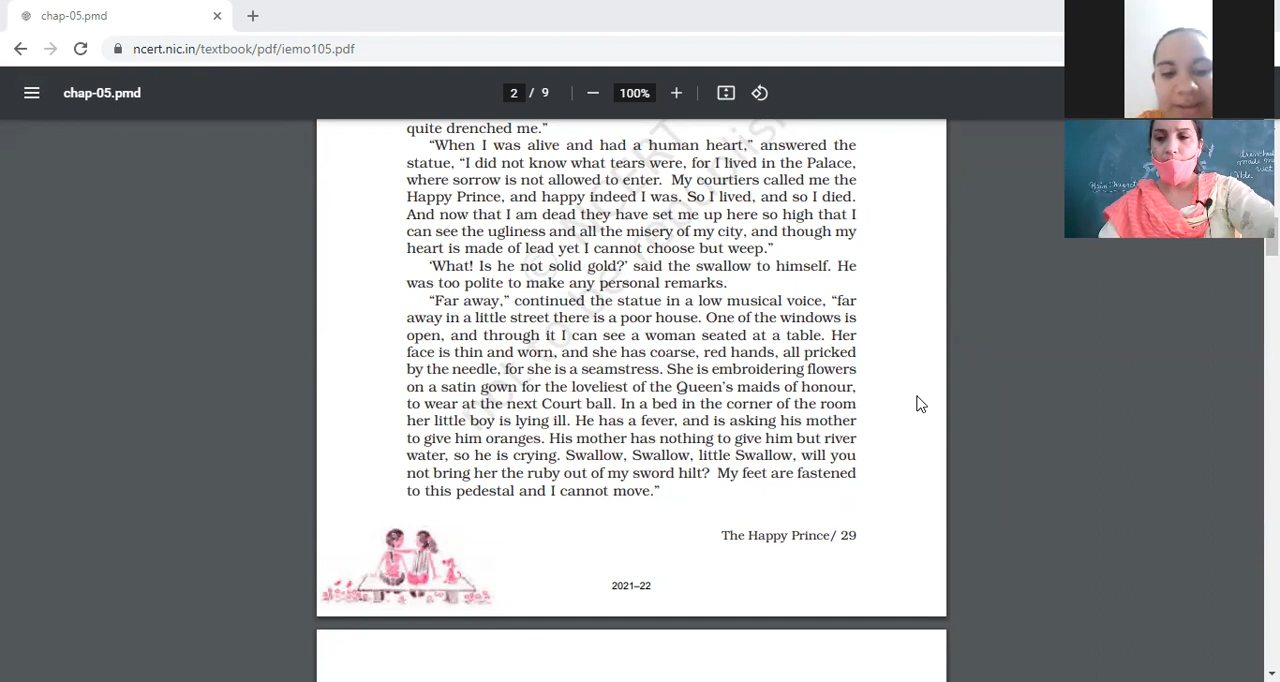 chap-05.pmd
ncert.nic.in/textbook/pdf/iemo105.pdf
chap-05.pmd
2 / 9
100%
quite drenched me.”
“When I was alive and had a human heart,” answered the
statue, “I did not know what tears were, for I lived in the Palace,
where sorrow is not allowed to enter. My courtiers called me the
Happy Prince, and happy indeed I was. So I lived, and so I died.
And now that I am dead they have set me up here so high that I
can see the ugliness and all the misery of my city, and though my
heart is made of lead yet I cannot choose but weep.”
‘What! Is he not solid gold?’ said the swallow to himself. He
was too polite to make any personal remarks.
“Far away,” continued the statue in a low musical voice, “far
away in a little street there is a poor house. One of the windows is
open, and through it I can see a woman seated at a table. Her
face is thin and worn, and she has coarse, red hands, all pricked
by the needle, for she is a seamstress. She is embroidering flowers
on a satin gown for the loveliest of the Queen’s maids of honour,
to wear at the next Court ball. In a bed in the corner of the room
her little boy is lying ill. He has a fever, and is asking his mother
to give him oranges. His mother has nothing to give him but river
water, so he is crying. Swallow, Swallow, little Swallow, will you
not bring her the ruby out of my sword hilt? My feet are fastened
to this pedestal and I cannot move.”
The Happy Prince/ 29
2021–22
© NCERT
not to be republish